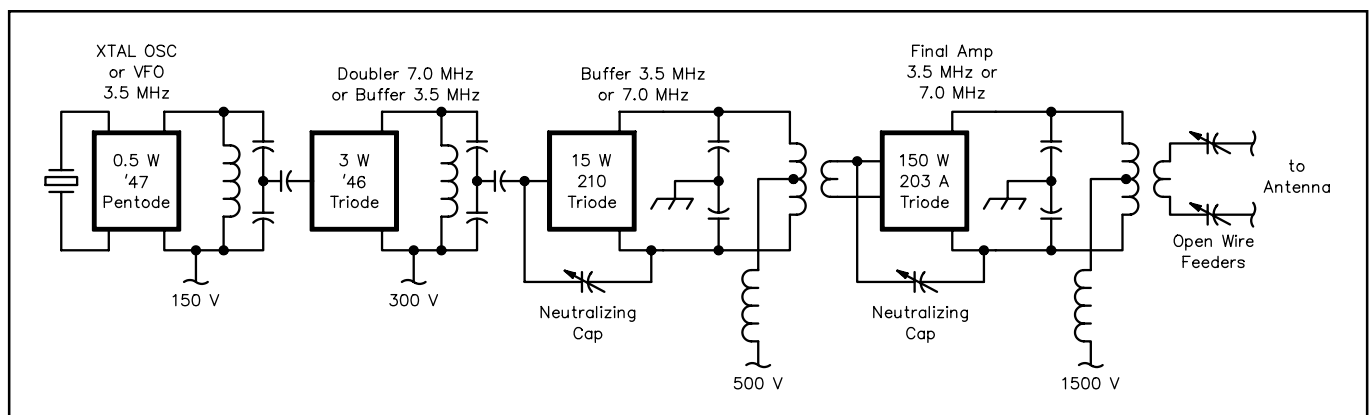 XTAL OSC
or VFO
3.5 MHz
0.5 W
'47
Pentode
150 V
Doubler 7.0 MHz
or Buffer 3.5 MHz
3 W
'46
Triode
300 V
Buffer 3.5 MHz
or 7.0 MHz
15 W
210
Triode
Neutralizing
Cap
500 V
Final Amp
3.5 MHz or
7.0 MHz
150 W
203 A
Triode
Neutralizing
Cap
1500 V
to
Antenna
Open Wire
Feeders